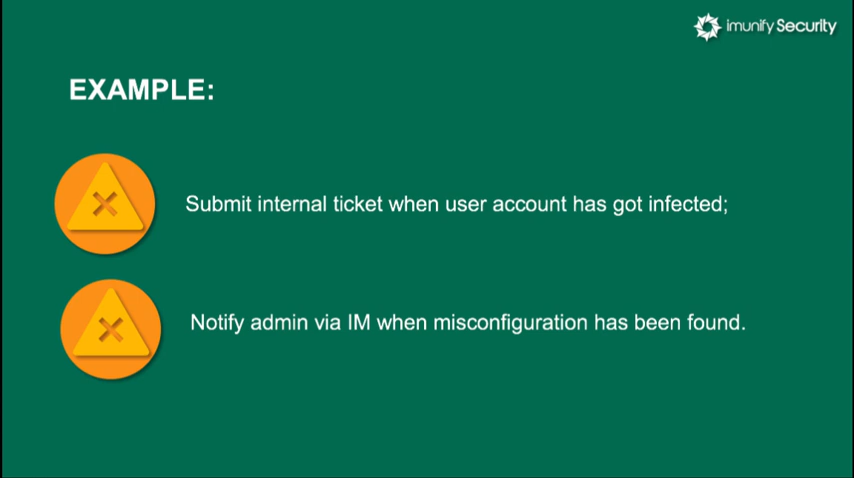 imunify Security
EXAMPLE:
Submit internal ticket when user account has got infected;
Notify admin via IM when misconfiguration has been found.